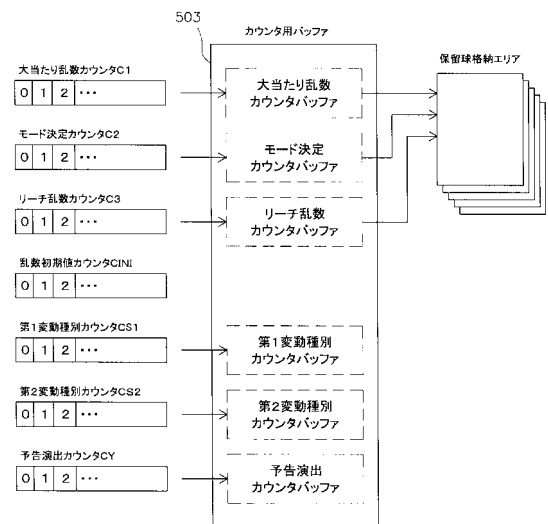 503
カウンタ用バッファ
保留球格納エリア
大当たり乱数カウンタC1
0 1 2 ･･･
大当たり乱数
カウンタバッファ
モード決定カウンタC2
0 1 2 ･･･
モード決定
カウンタバッファ
リーチ乱数カウンタC3
0 1 2 ･･･
リーチ乱数
カウンタバッファ
乱数初期値カウンタCINI
0 1 2 ･･･
第1変動種別カウンタCS1
0 1 2 ･･･
第1変動種別
カウンタバッファ
第2変動種別カウンタCS2
0 1 2 ･･･
第2変動種別
カウンタバッファ
予告演出カウンタCY
0 1 2 ･･･
予告演出
カウンタバッファ